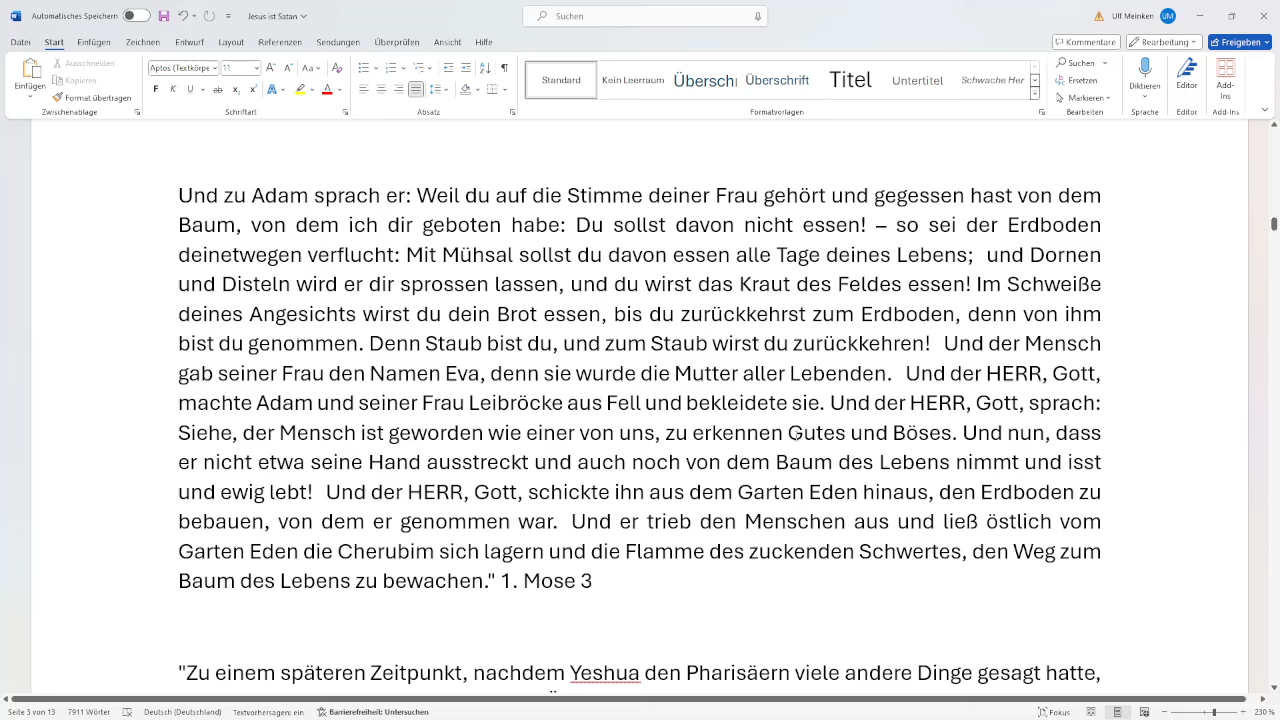 Automatisches Speichern
Jesus ist Satan
Suchen
Ulf Meinken
UM
Datei Start Einfügen Zeichnen Entwurf Layout Referenzen Sendungen Überprüfen Ansicht Hilfe
Kommentare Bearbeitung Freigeben
Einfügen
Ausschneiden
Kopieren
Format übertragen
Zwischenablage
Aptos (Textkörpe 11
Schriftart
Absatz
Standard Kein Leerraum Übersch Überschrift Titel Untertitel Schwache Her
Formatvorlagen
Suchen
Ersetzen
Markieren
Bearbeiten
Diktieren
Sprache
Editor
Editor
Add-Ins
Add-Ins
Und zu Adam sprach er: Weil du auf die Stimme deiner Frau gehört und gegessen hast von dem
Baum, von dem ich dir geboten habe: Du sollst davon nicht essen! – so sei der Erdboden
deinetwegen verflucht: Mit Mühsal sollst du davon essen alle Tage deines Lebens; und Dornen
und Disteln wird er dir sprossen lassen, und du wirst das Kraut des Feldes essen! Im Schweiße
deines Angesichts wirst du dein Brot essen, bis du zurückkehrst zum Erdboden, denn von ihm
bist du genommen. Denn Staub bist du, und zum Staub wirst du zurückkehren! Und der Mensch
gab seiner Frau den Namen Eva, denn sie wurde die Mutter aller Lebenden. Und der HERR, Gott,
machte Adam und seiner Frau Leibröcke aus Fell und bekleidete sie. Und der HERR, Gott, sprach:
Siehe, der Mensch ist geworden wie einer von uns, zu erkennen Gutes und Böses. Und nun, dass
er nicht etwa seine Hand ausstreckt und auch noch von dem Baum des Lebens nimmt und isst
und ewig lebt! Und der HERR, Gott, schickte ihn aus dem Garten Eden hinaus, den Erdboden zu
bebauen, von dem er genommen war. Und er trieb den Menschen aus und ließ östlich vom
Garten Eden die Cherubim sich lagern und die Flamme des zuckenden Schwertes, den Weg zum
Baum des Lebens zu bewachen." 1. Mose 3
"Zu einem späteren Zeitpunkt, nachdem Yeshua den Pharisäern viele andere Dinge gesagt hatte,
Seite 3 von 13 7911 Wörter Deutsch (Deutschland) Textvorhersagen: ein Barrierefreiheit: Untersuchen Fokus 230 %